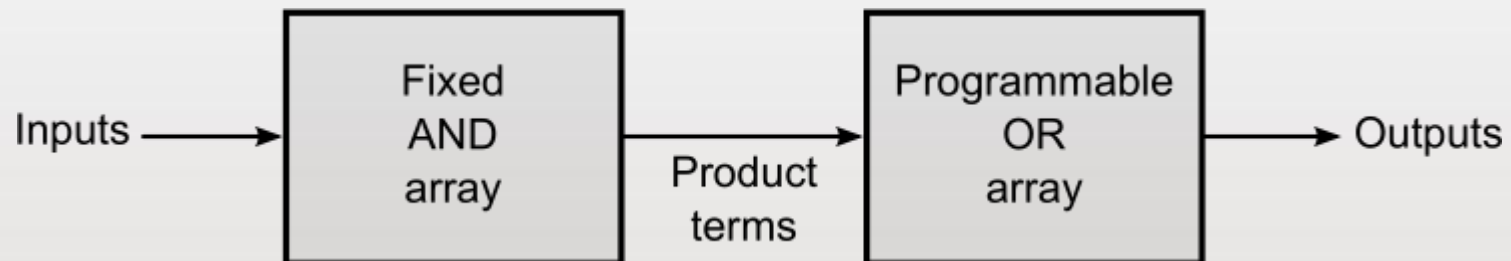 Inputs
Fixed
AND
array
Product
terms
Programmable
OR
array
Outputs